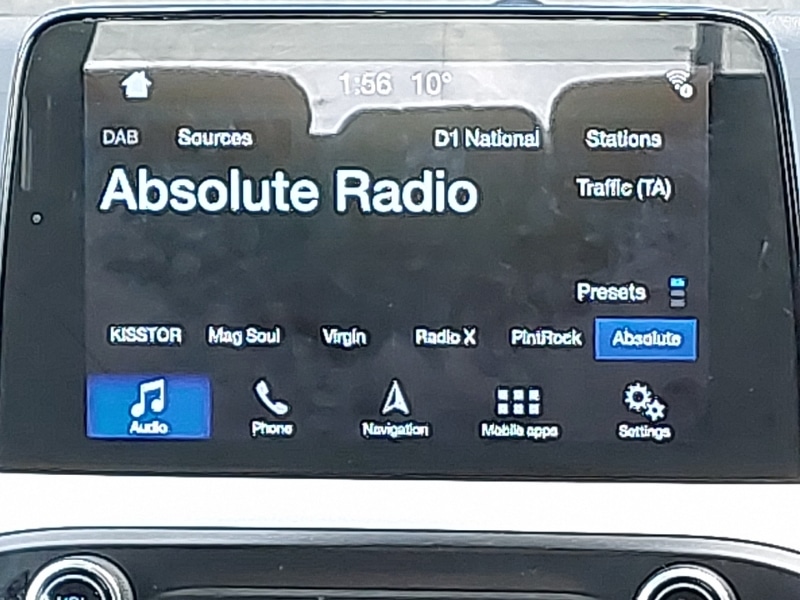 1:56 10°
DAB Sources D1 National Stations
Absolute Radio Traffic (TA)
Presets
KISSTOR Mag Soul Virgin Radio X PlntRock Absolute
Audio Phone Navigation Mobile apps Settings